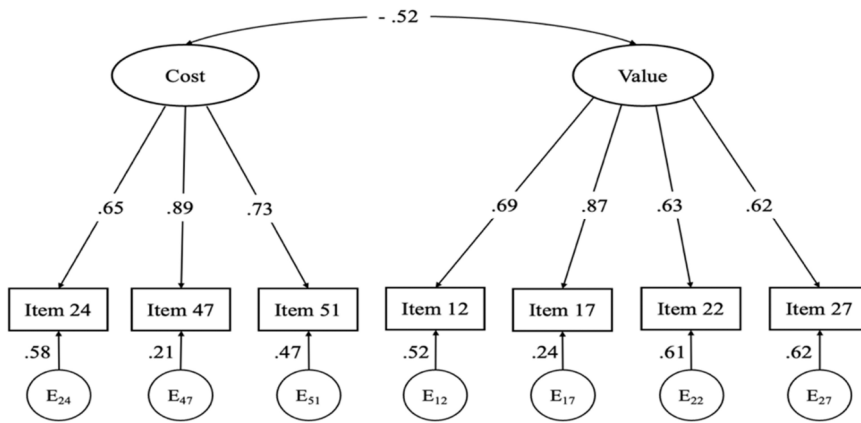 - .52
Cost Value
.65 .89 .73 .69 .87 .63 .62
Item 24 Item 47 Item 51 Item 12 Item 17 Item 22 Item 27
.58 .21 .47 .52 .24 .61 .62
E24 E47 E51 E12 E17 E22 E27